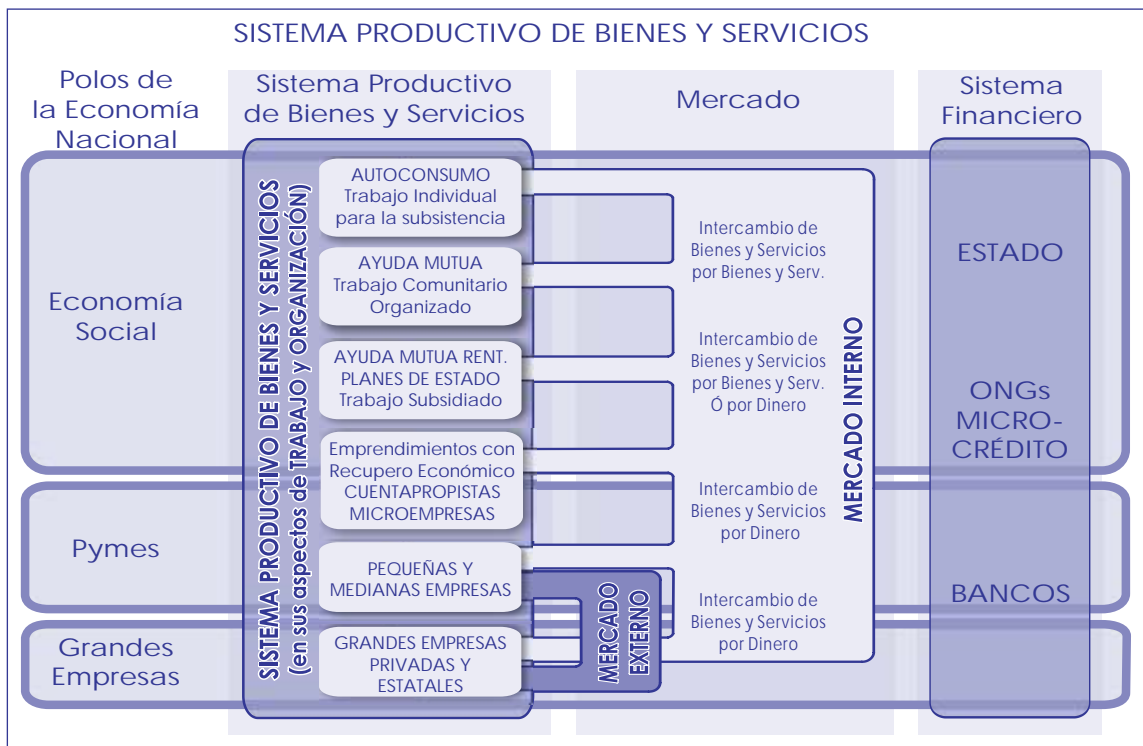 SISTEMA PRODUCTIVO DE BIENES Y SERVICIOS
Polos de
la Economía
Nacional
Sistema Productivo
de Bienes y Servicios
Mercado
Sistema
Financiero
Economía
Social
Pymes
Grandes
Empresas
SISTEMA PRODUCTIVO DE BIENES Y SERVICIOS
(en sus aspectos de TRABAJO y ORGANIZACIÓN)
AUTOCONSUMO
Trabajo Individual
para la subsistencia
AYUDA MUTUA
Trabajo Comunitario
Organizado
AYUDA MUTUA RENT.
PLANES DE ESTADO
Trabajo Subsidiado
Emprendimientos con
Recupero Económico
CUENTAPROPISTAS
MICROEMPRESAS
PEQUEÑAS Y
MEDIANAS EMPRESAS
GRANDES EMPRESAS
PRIVADAS Y
ESTATALES
MERCADO
EXTERNO
Intercambio de
Bienes y Servicios
por Bienes y Serv.
Intercambio de
Bienes y Servicios
por Bienes y Serv.
Ó por Dinero
Intercambio de
Bienes y Servicios
por Dinero
Intercambio de
Bienes y Servicios
por Dinero
MERCADO INTERNO
ESTADO
ONGs
MICRO-
CRÉDITO
BANCOS